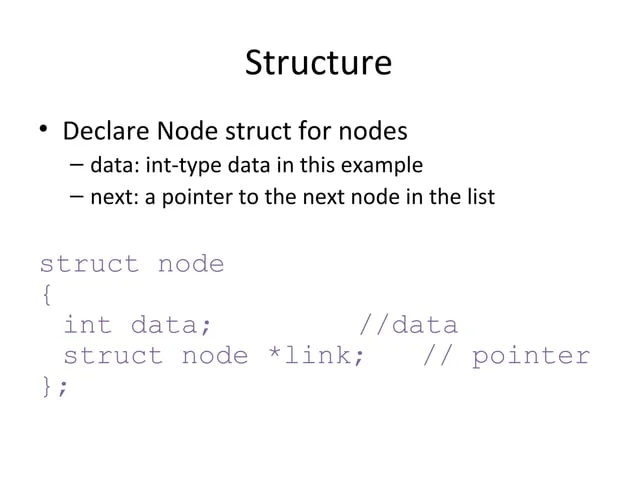 Structure
• Declare Node struct for nodes
– data: int-type data in this example
– next: a pointer to the next node in the list
struct node
{
int data; //data
struct node *link; // pointer
};